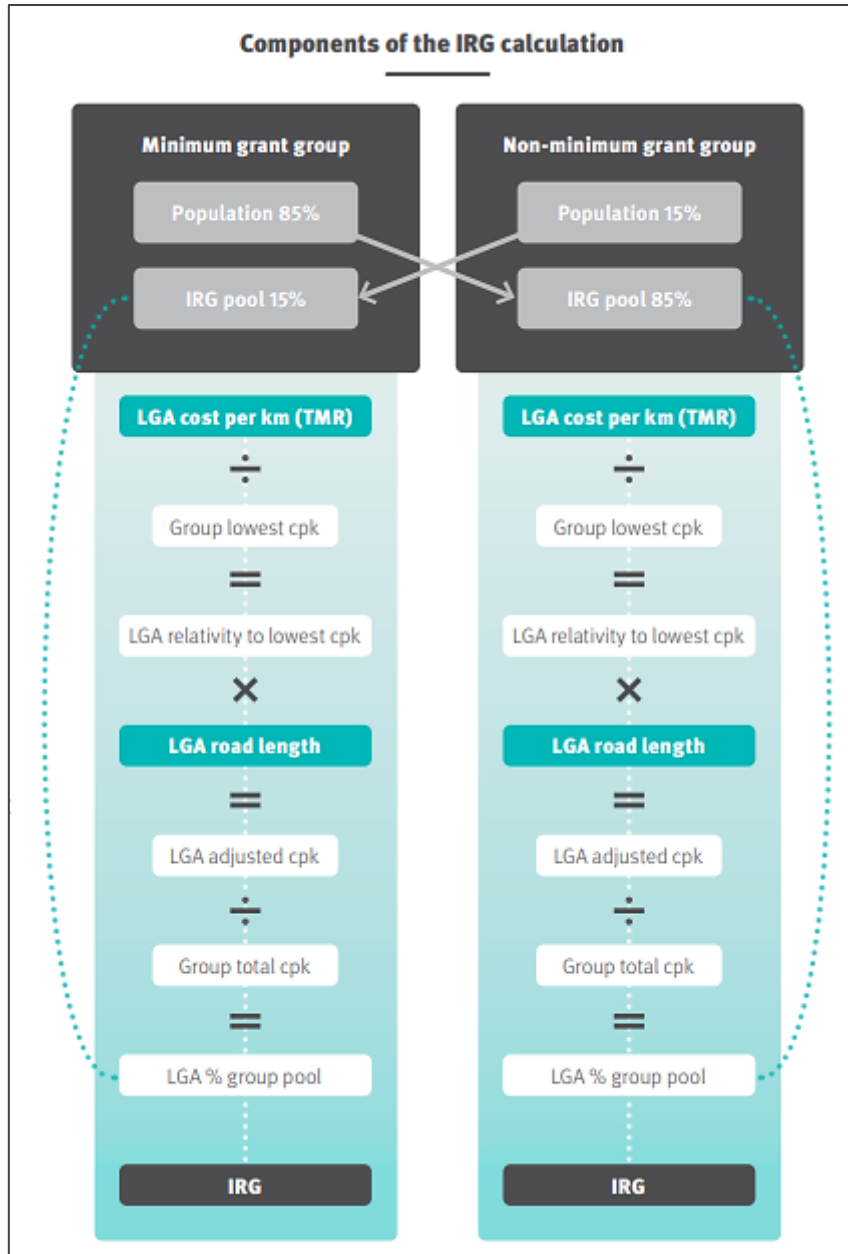 Components of the IRG calculation
Minimum grant group
Population 85%
IRG pool 15%
LGA cost per km (TMR)
÷
Group lowest cpk
=
LGA relativity to lowest cpk
×
LGA road length
=
LGA adjusted cpk
÷
Group total cpk
=
LGA % group pool
IRG
Non-minimum grant group
Population 15%
IRG pool 85%
LGA cost per km (TMR)
÷
Group lowest cpk
=
LGA relativity to lowest cpk
×
LGA road length
=
LGA adjusted cpk
÷
Group total cpk
=
LGA % group pool
IRG